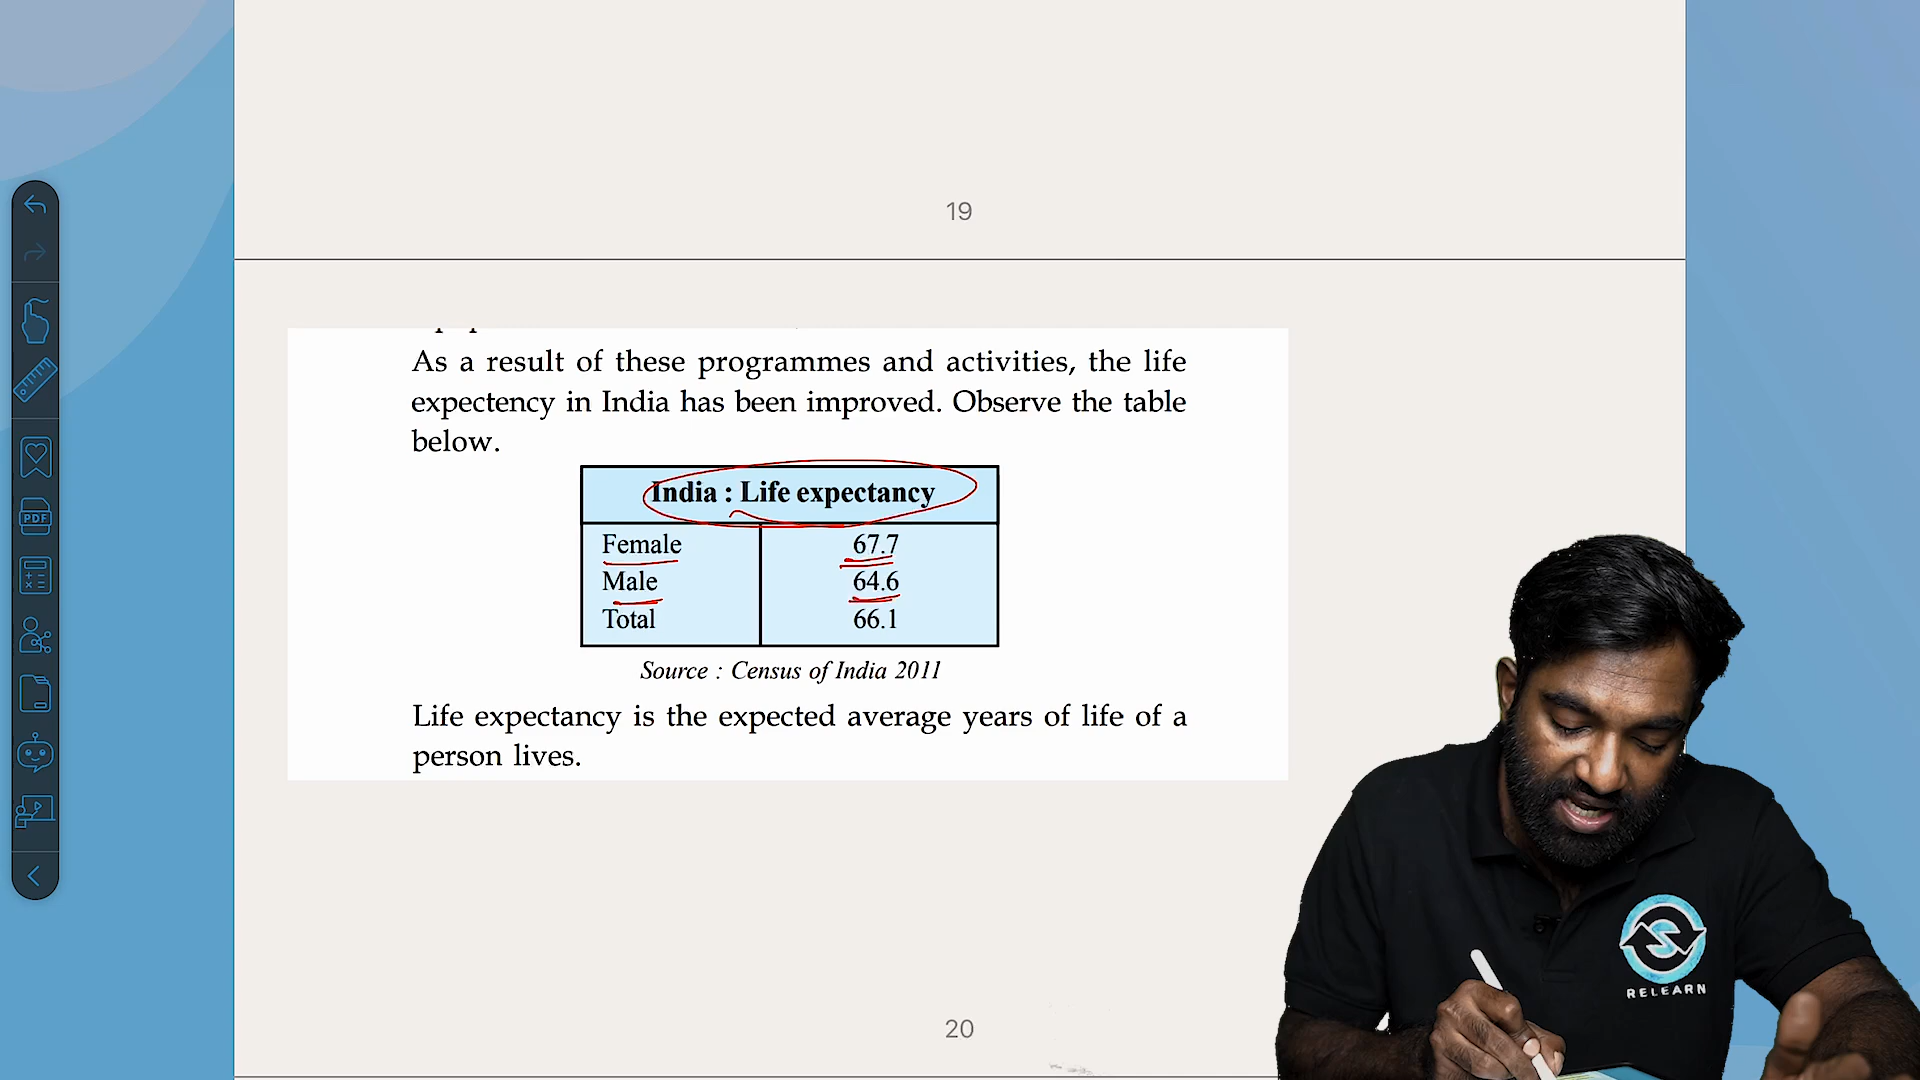 19
As a result of these programmes and activities, the life
expectency in India has been improved. Observe the table
below.
India : Life expectancy
Female 67.7
Male 64.6
Total 66.1
Source : Census of India 2011
Life expectancy is the expected average years of life of a
person lives.
20
PDF
RELEARN